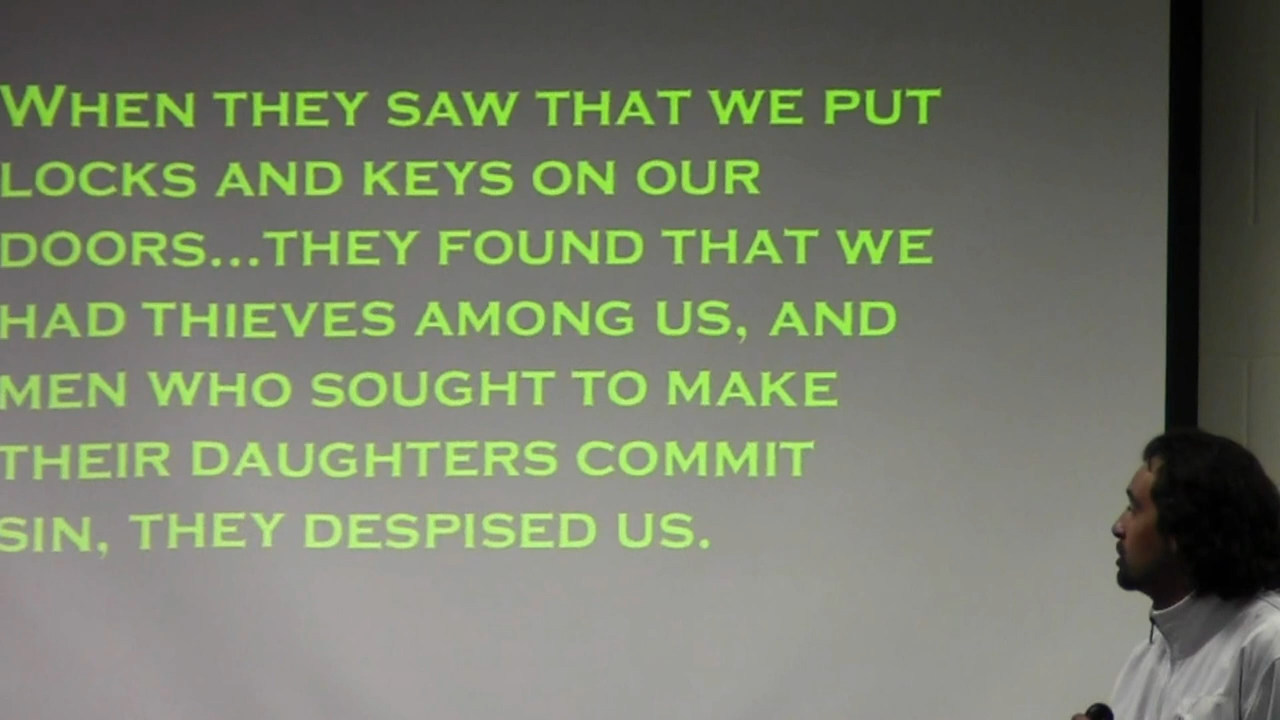 WHEN THEY SAW THAT WE PUT
LOCKS AND KEYS ON OUR
DOORS...THEY FOUND THAT WE
HAD THIEVES AMONG US, AND
MEN WHO SOUGHT TO MAKE
THEIR DAUGHTERS COMMIT
SIN, THEY DESPISED US.